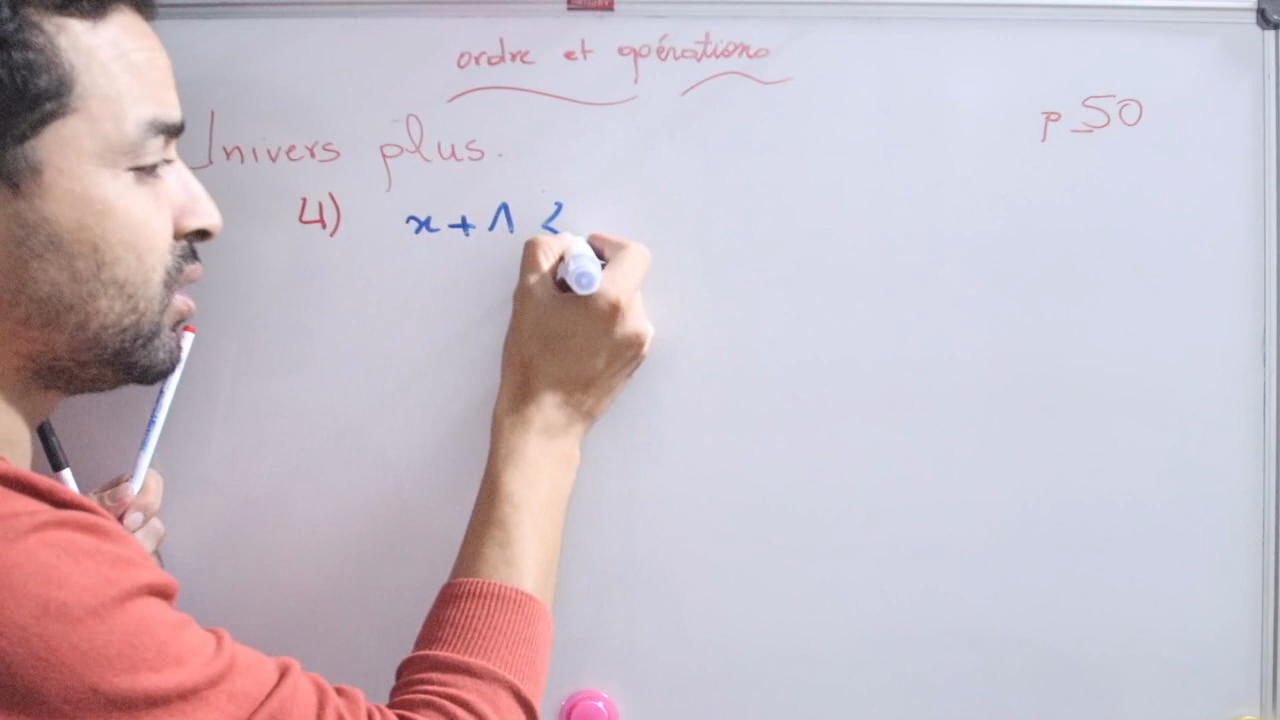 ordre et opérations
p 50
Univers plus.
4) x + 1 <